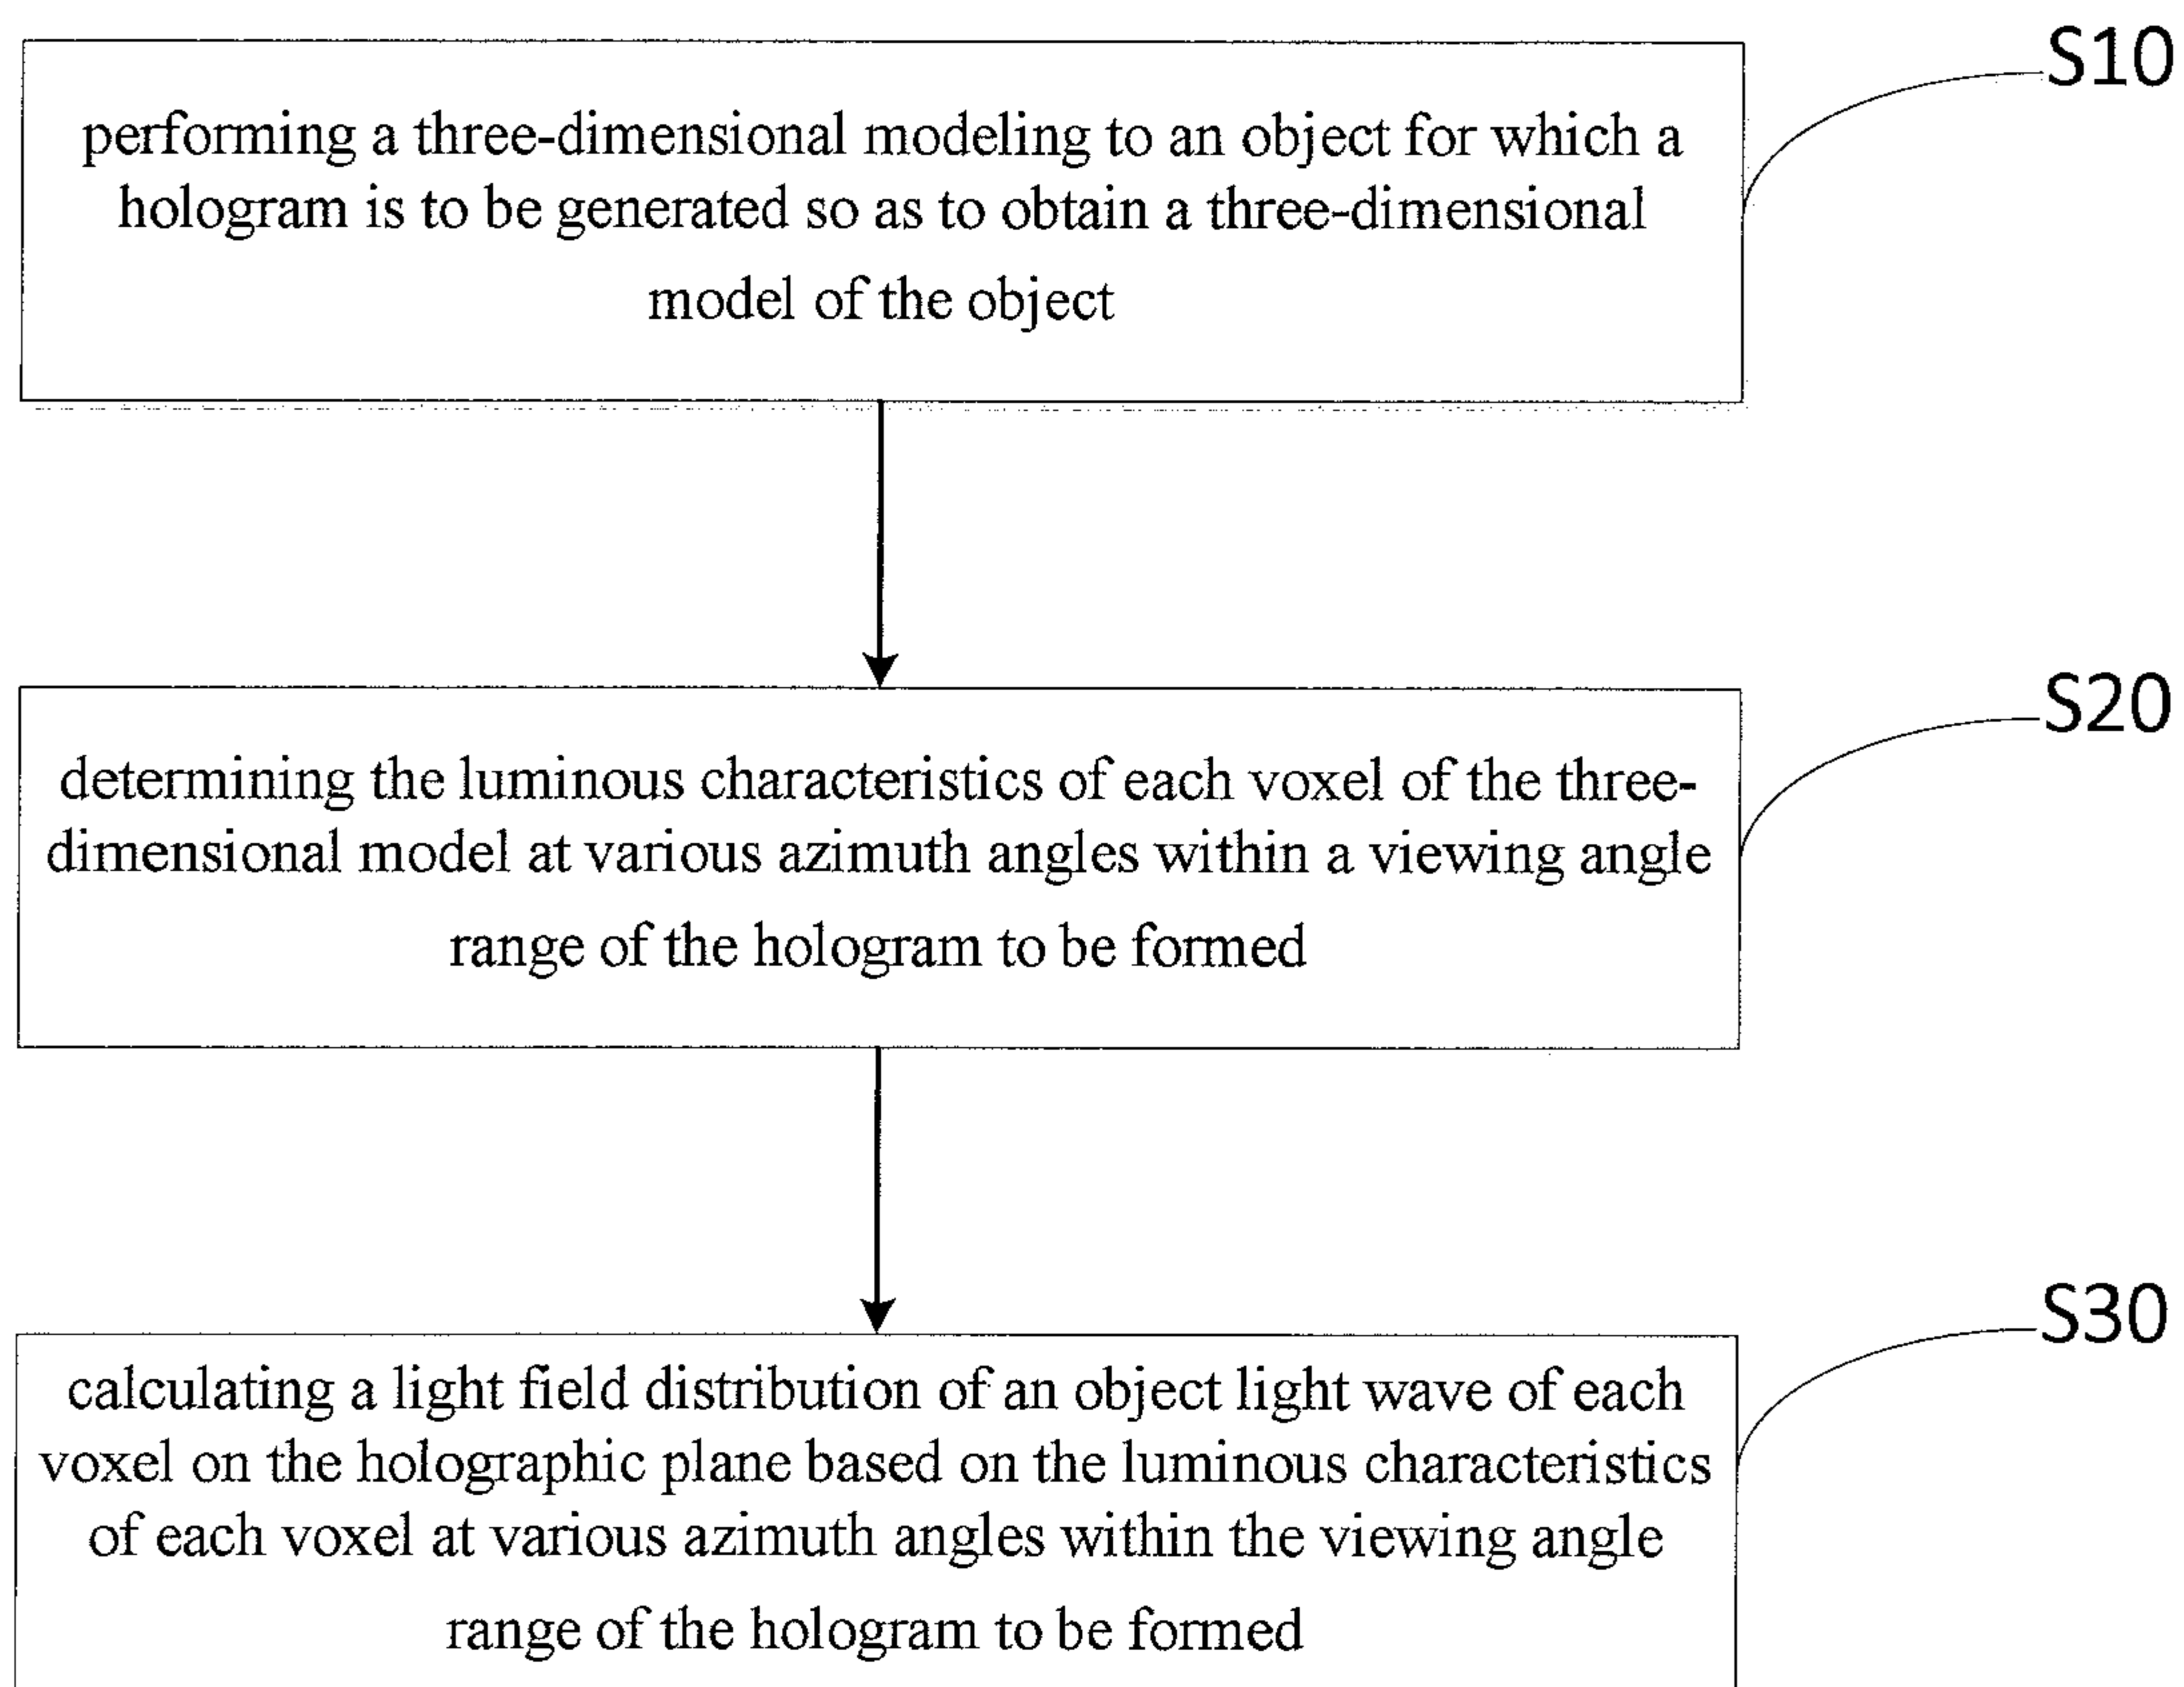 S10
performing a three-dimensional modeling to an object for which a
hologram is to be generated so as to obtain a three-dimensional
model of the object
S20
determining the luminous characteristics of each voxel of the three-
dimensional model at various azimuth angles within a viewing angle
range of the hologram to be formed
S30
calculating a light field distribution of an object light wave of each
voxel on the holographic plane based on the luminous characteristics
of each voxel at various azimuth angles within the viewing angle
range of the hologram to be formed